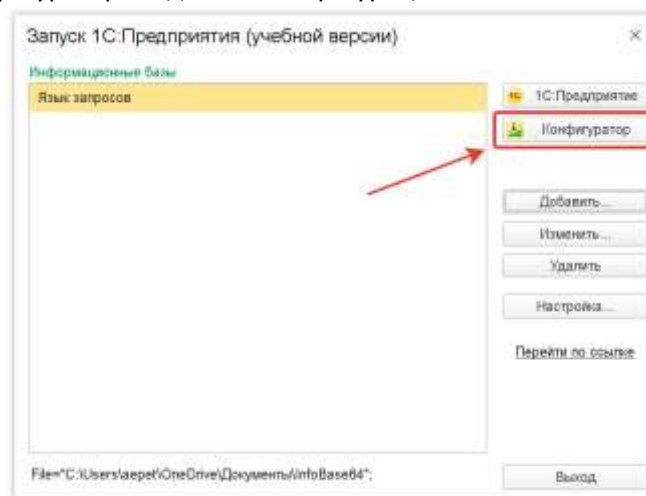 Запуск 1С:Предприятия (учебной версии)
Информационные базы
Язык запросов
1С:Предприятие
Конфигуратор
Добавить...
Изменить...
Удалить
Настройка...
Перейти по ссылке
File="C:\Users\aepet\OneDrive\Документы\InfoBase64";
Выход